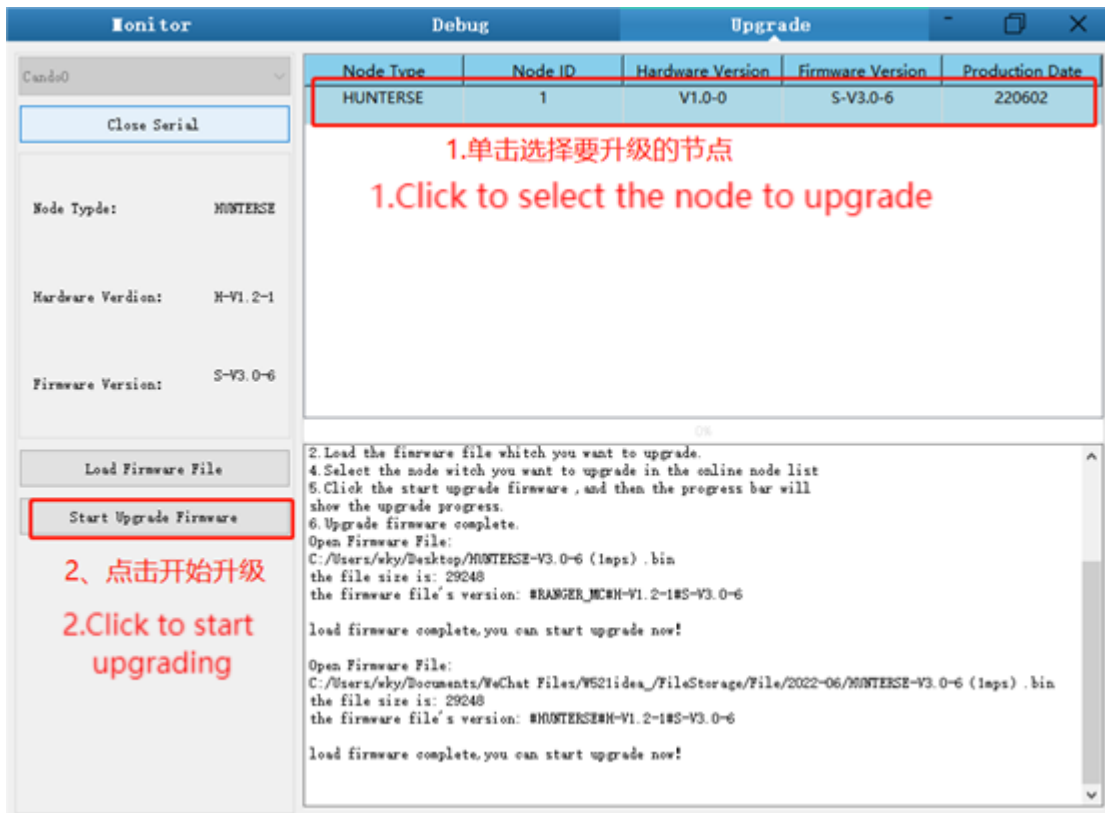 Monitor Debug Upgrade
Cando0
Close Serial
Node Typde: HUNTERSE
Hardware Verdion: H-V1.2-1
Firmware Version: S-V3.0-6
Load Firmware File
Start Upgrade Firmware
2、点击开始升级
2.Click to start
upgrading
Node Type Node ID Hardware Version Firmware Version Production Date
HUNTERSE 1 V1.0-0 S-V3.0-6 220602
1.单击选择要升级的节点
1.Click to select the node to upgrade
0%
2.Load the finrware file whitch you want to upgrade.
4.Select the node witch you want to upgrade in the online node list
5.Click the start upgrade firmware ,and then the progress bar will
show the upgrade progress.
6.Upgrade firmware complete.
Open Firmware File:
C:/Users/wky/Desktop/HUNTERSE-V3.0-6 (1mps) .bin
the file size is: 29248
the firmware file's version: #RANGER_MC#H-V1.2-1#S-V3.0-6
load firmware complete,you can start upgrade now!
Open Firmware File:
C:/Users/wky/Documents/WeChat Files/W521idea_/FileStorage/File/2022-06/HUNTERSE-V3.0-6 (1mps) .bin
the file size is: 29248
the firmware file's version: #HUNTERSE#H-V1.2-1#S-V3.0-6
load firmware complete,you can start upgrade now!